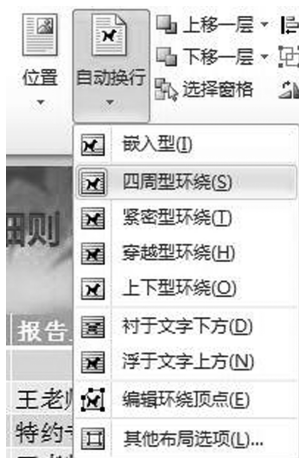 位置
自动换行
上移一层
下移一层
选择窗格
嵌入型(I)
四周型环绕(S)
紧密型环绕(T)
穿越型环绕(H)
上下型环绕(O)
细则
报告
衬于文字下方(D)
浮于文字上方(N)
王老师
编辑环绕顶点(E)
特约
其他布局选项(L)...